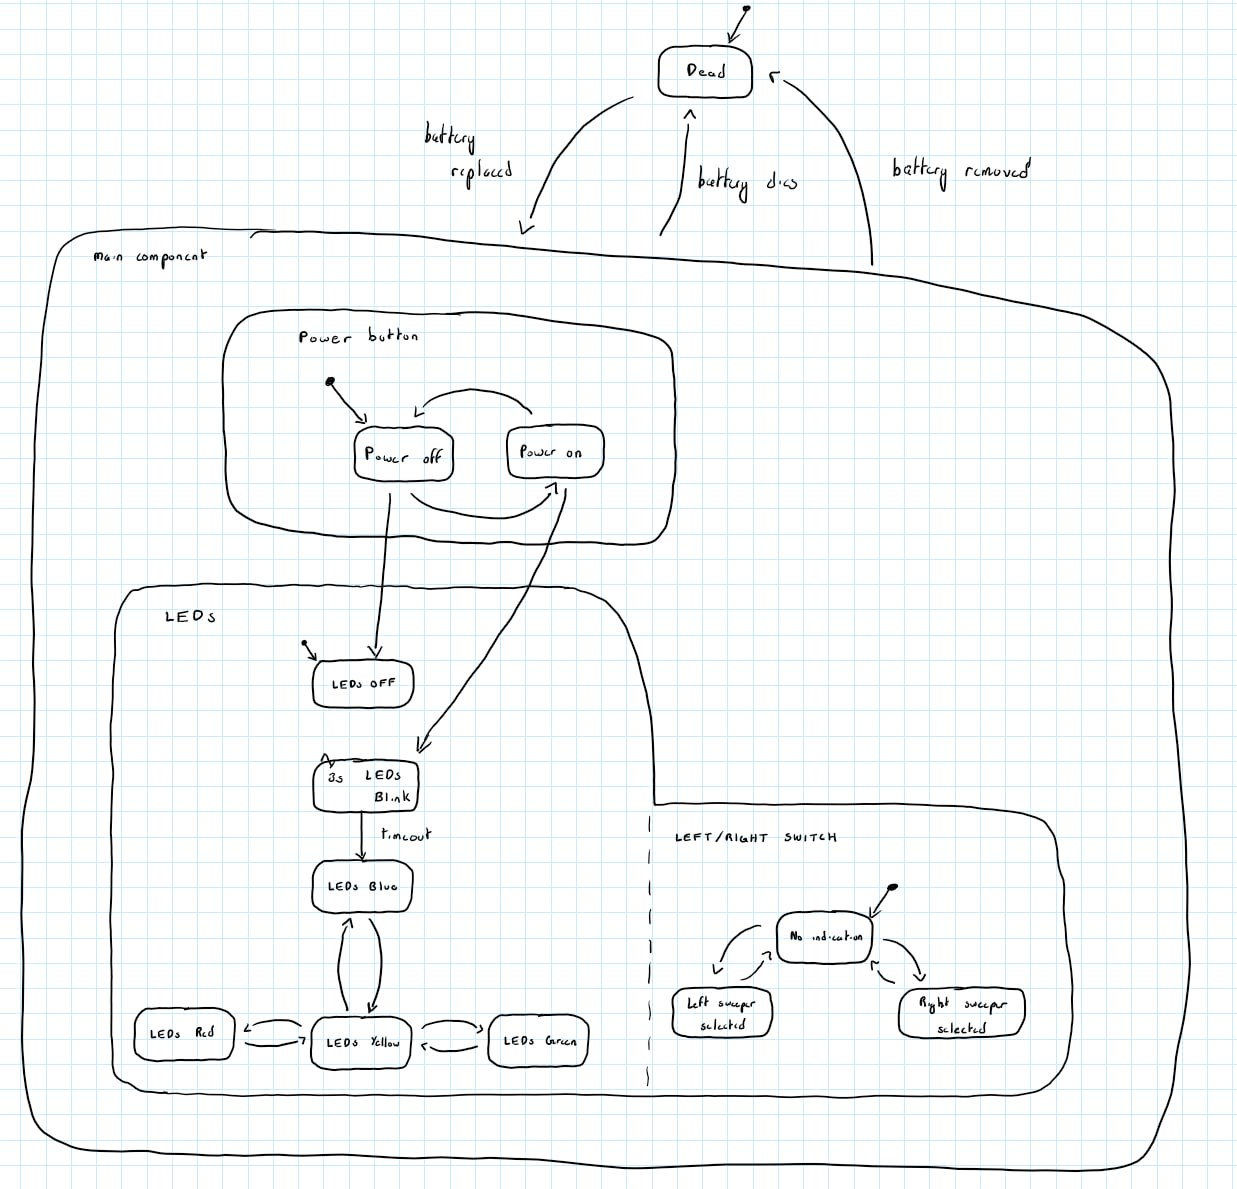 Dead
battery
replaced
battery dies
battery removed
main component
Power button
Power off
Power on
LEDs
LEDs OFF
3s LEDs
Blink
timeout
LEDs Blue
LEDs Red
LEDs Yellow
LEDs Green
LEFT/RIGHT SWITCH
No indication
Left sweeper
selected
Right sweeper
selected